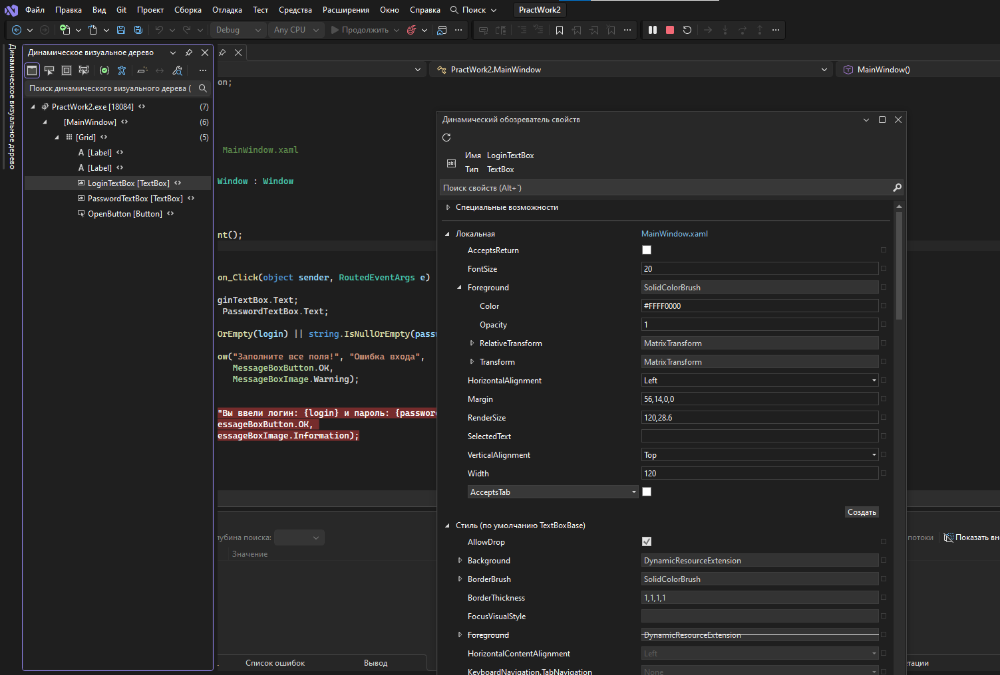 Файл Правка Вид Git Проект Сборка Отладка Тест Средства Расширения Окно Справка Поиск PractWork2
Debug Any CPU Продолжить
Динамическое визуальное дерево
Динамическое визуальное дерево
Поиск динамического визуального дерева (
PractWork2.exe [18084] (7)
[MainWindow] (6)
[Grid] (5)
[Label]
[Label]
LoginTextBox [TextBox]
PasswordTextBox [TextBox]
OpenButton [Button]
PractWork2.MainWindow
MainWindow()
on;
MainWindow.xaml
Window : Window
nt();
on_Click(object sender, RoutedEventArgs e)
ginTextBox.Text;
PasswordTextBox.Text;
OrEmpty(login) || string.IsNullOrEmpty(passw
ow("Заполните все поля!", "Ошибка входа",
MessageBoxButton.OK,
MessageBoxImage.Warning);
"Вы ввели логин: {login} и пароль: {password
essageBoxButton.OK,
essageBoxImage.Information);
лубина поиска:
Значение
Список ошибок Вывод
Динамический обозреватель свойств
Имя LoginTextBox
Тип TextBox
Поиск свойств (Alt+`)
Специальные возможности
Локальная MainWindow.xaml
AcceptsReturn
FontSize 20
Foreground SolidColorBrush
Color #FFFF0000
Opacity 1
RelativeTransform MatrixTransform
Transform MatrixTransform
HorizontalAlignment Left
Margin 56,14,0,0
RenderSize 120,28.6
SelectedText
VerticalAlignment Top
Width 120
AcceptsTab
Создать
Стиль (по умолчанию TextBoxBase)
AllowDrop
Background DynamicResourceExtension
BorderBrush SolidColorBrush
BorderThickness 1,1,1,1
FocusVisualStyle
Foreground DynamicResourceExtension
HorizontalContentAlignment Left
KeyboardNavigation.TabNavigation None
потоки Показать вн
етации